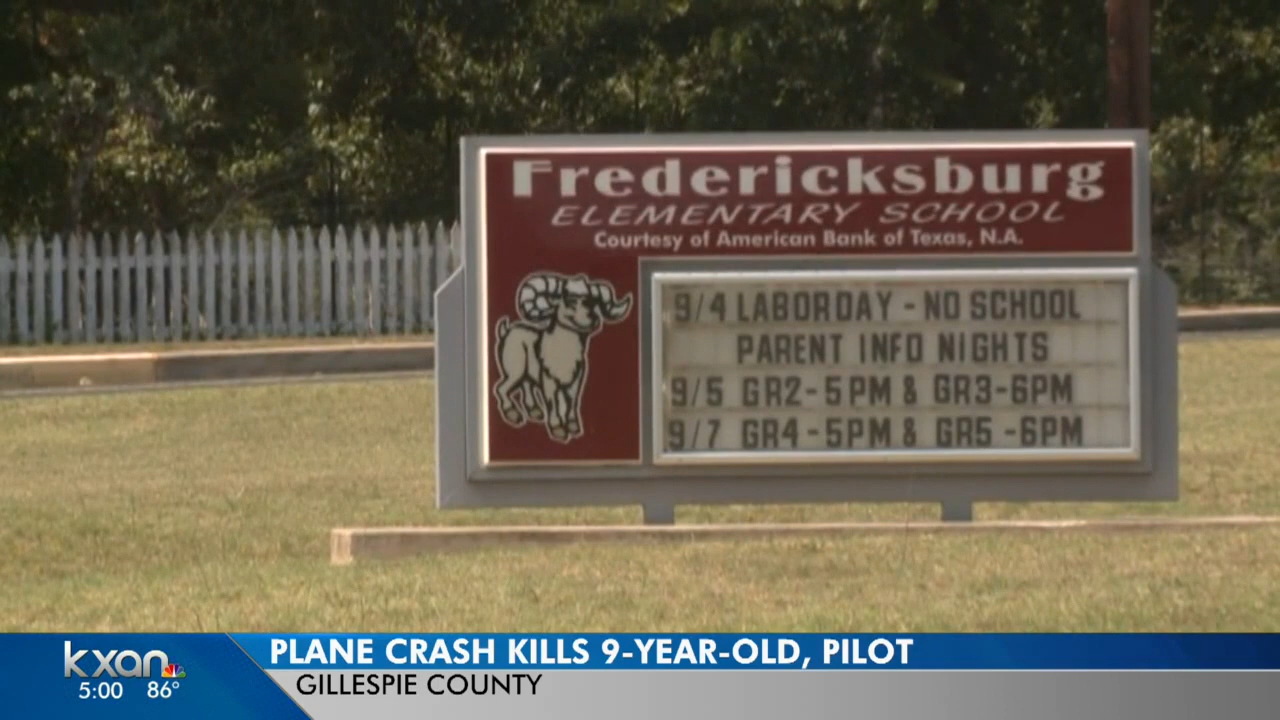 Fredericksburg
ELEMENTARY SCHOOL
Courtesy of American Bank of Texas, N.A.
9/4 LABORDAY - NO SCHOOL
PARENT INFO NIGHTS
9/5 GR2-5PM & GR3-6PM
9/7 GR4-5PM & GR5-6PM
kxan
5:00 86°
PLANE CRASH KILLS 9-YEAR-OLD, PILOT
GILLESPIE COUNTY